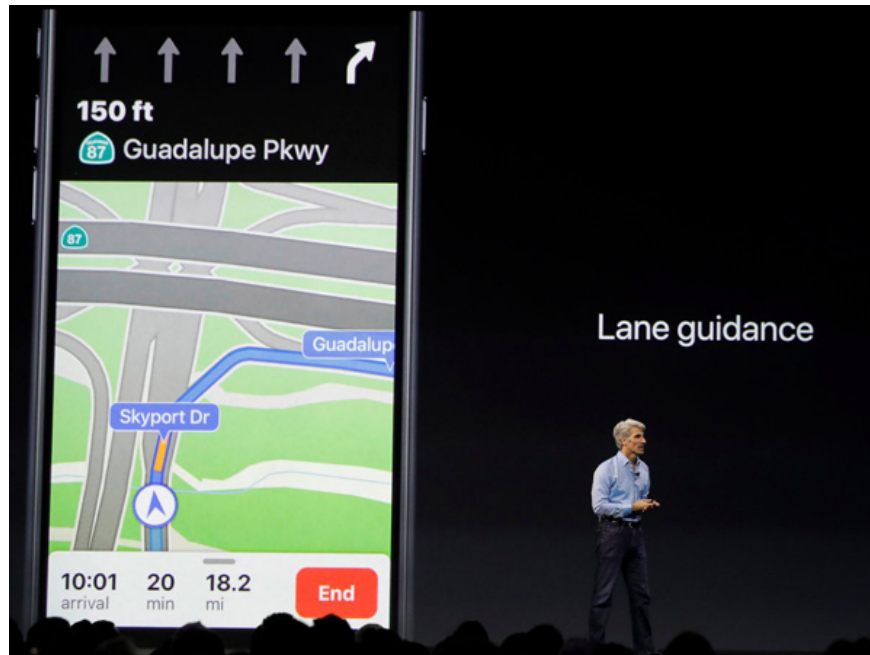 150 ft
87 Guadalupe Pkwy
87
Guadalup
Skyport Dr
Lane guidance
10:01 20 18.2
arrival min mi
End